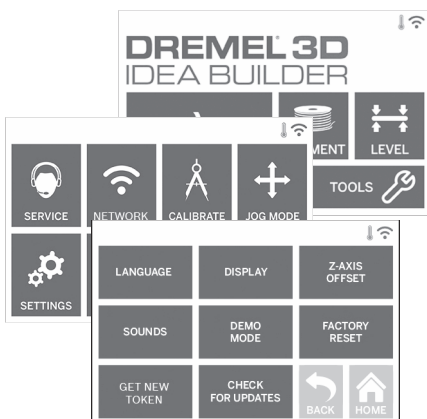 DREMEL 3D
IDEA BUILDER
MENT
LEVEL
TOOLS
SERVICE
NETWORK
CALIBRATE
JOG MODE
SETTINGS
LANGUAGE
DISPLAY
Z-AXIS
OFFSET
SOUNDS
DEMO
MODE
FACTORY
RESET
GET NEW
TOKEN
CHECK
FOR UPDATES
BACK
HOME